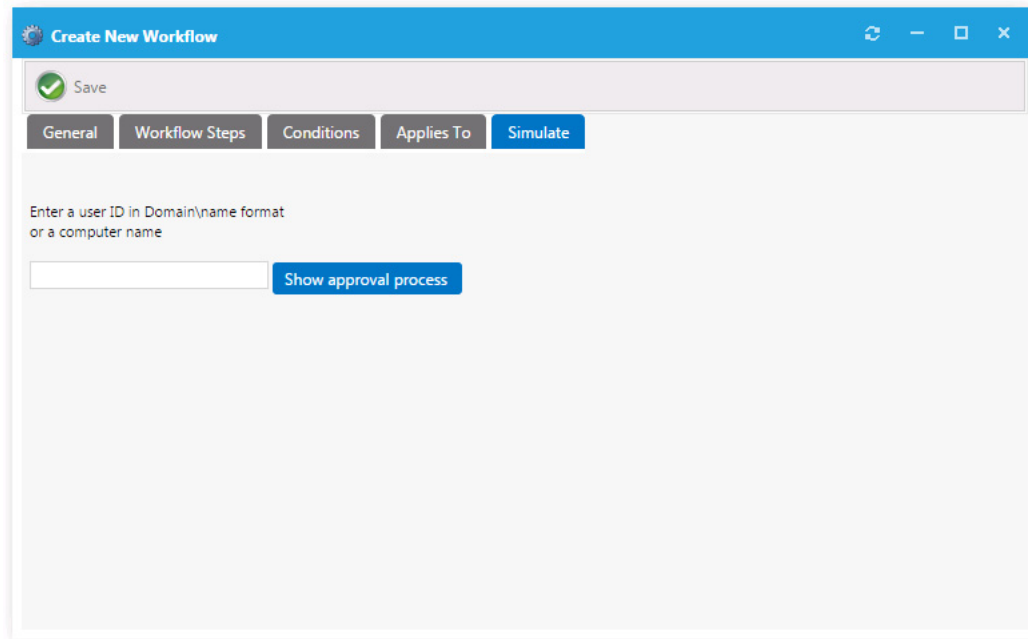 Create New Workflow
Save
General Workflow Steps Conditions Applies To Simulate
Enter a user ID in Domain\name format
or a computer name
Show approval process